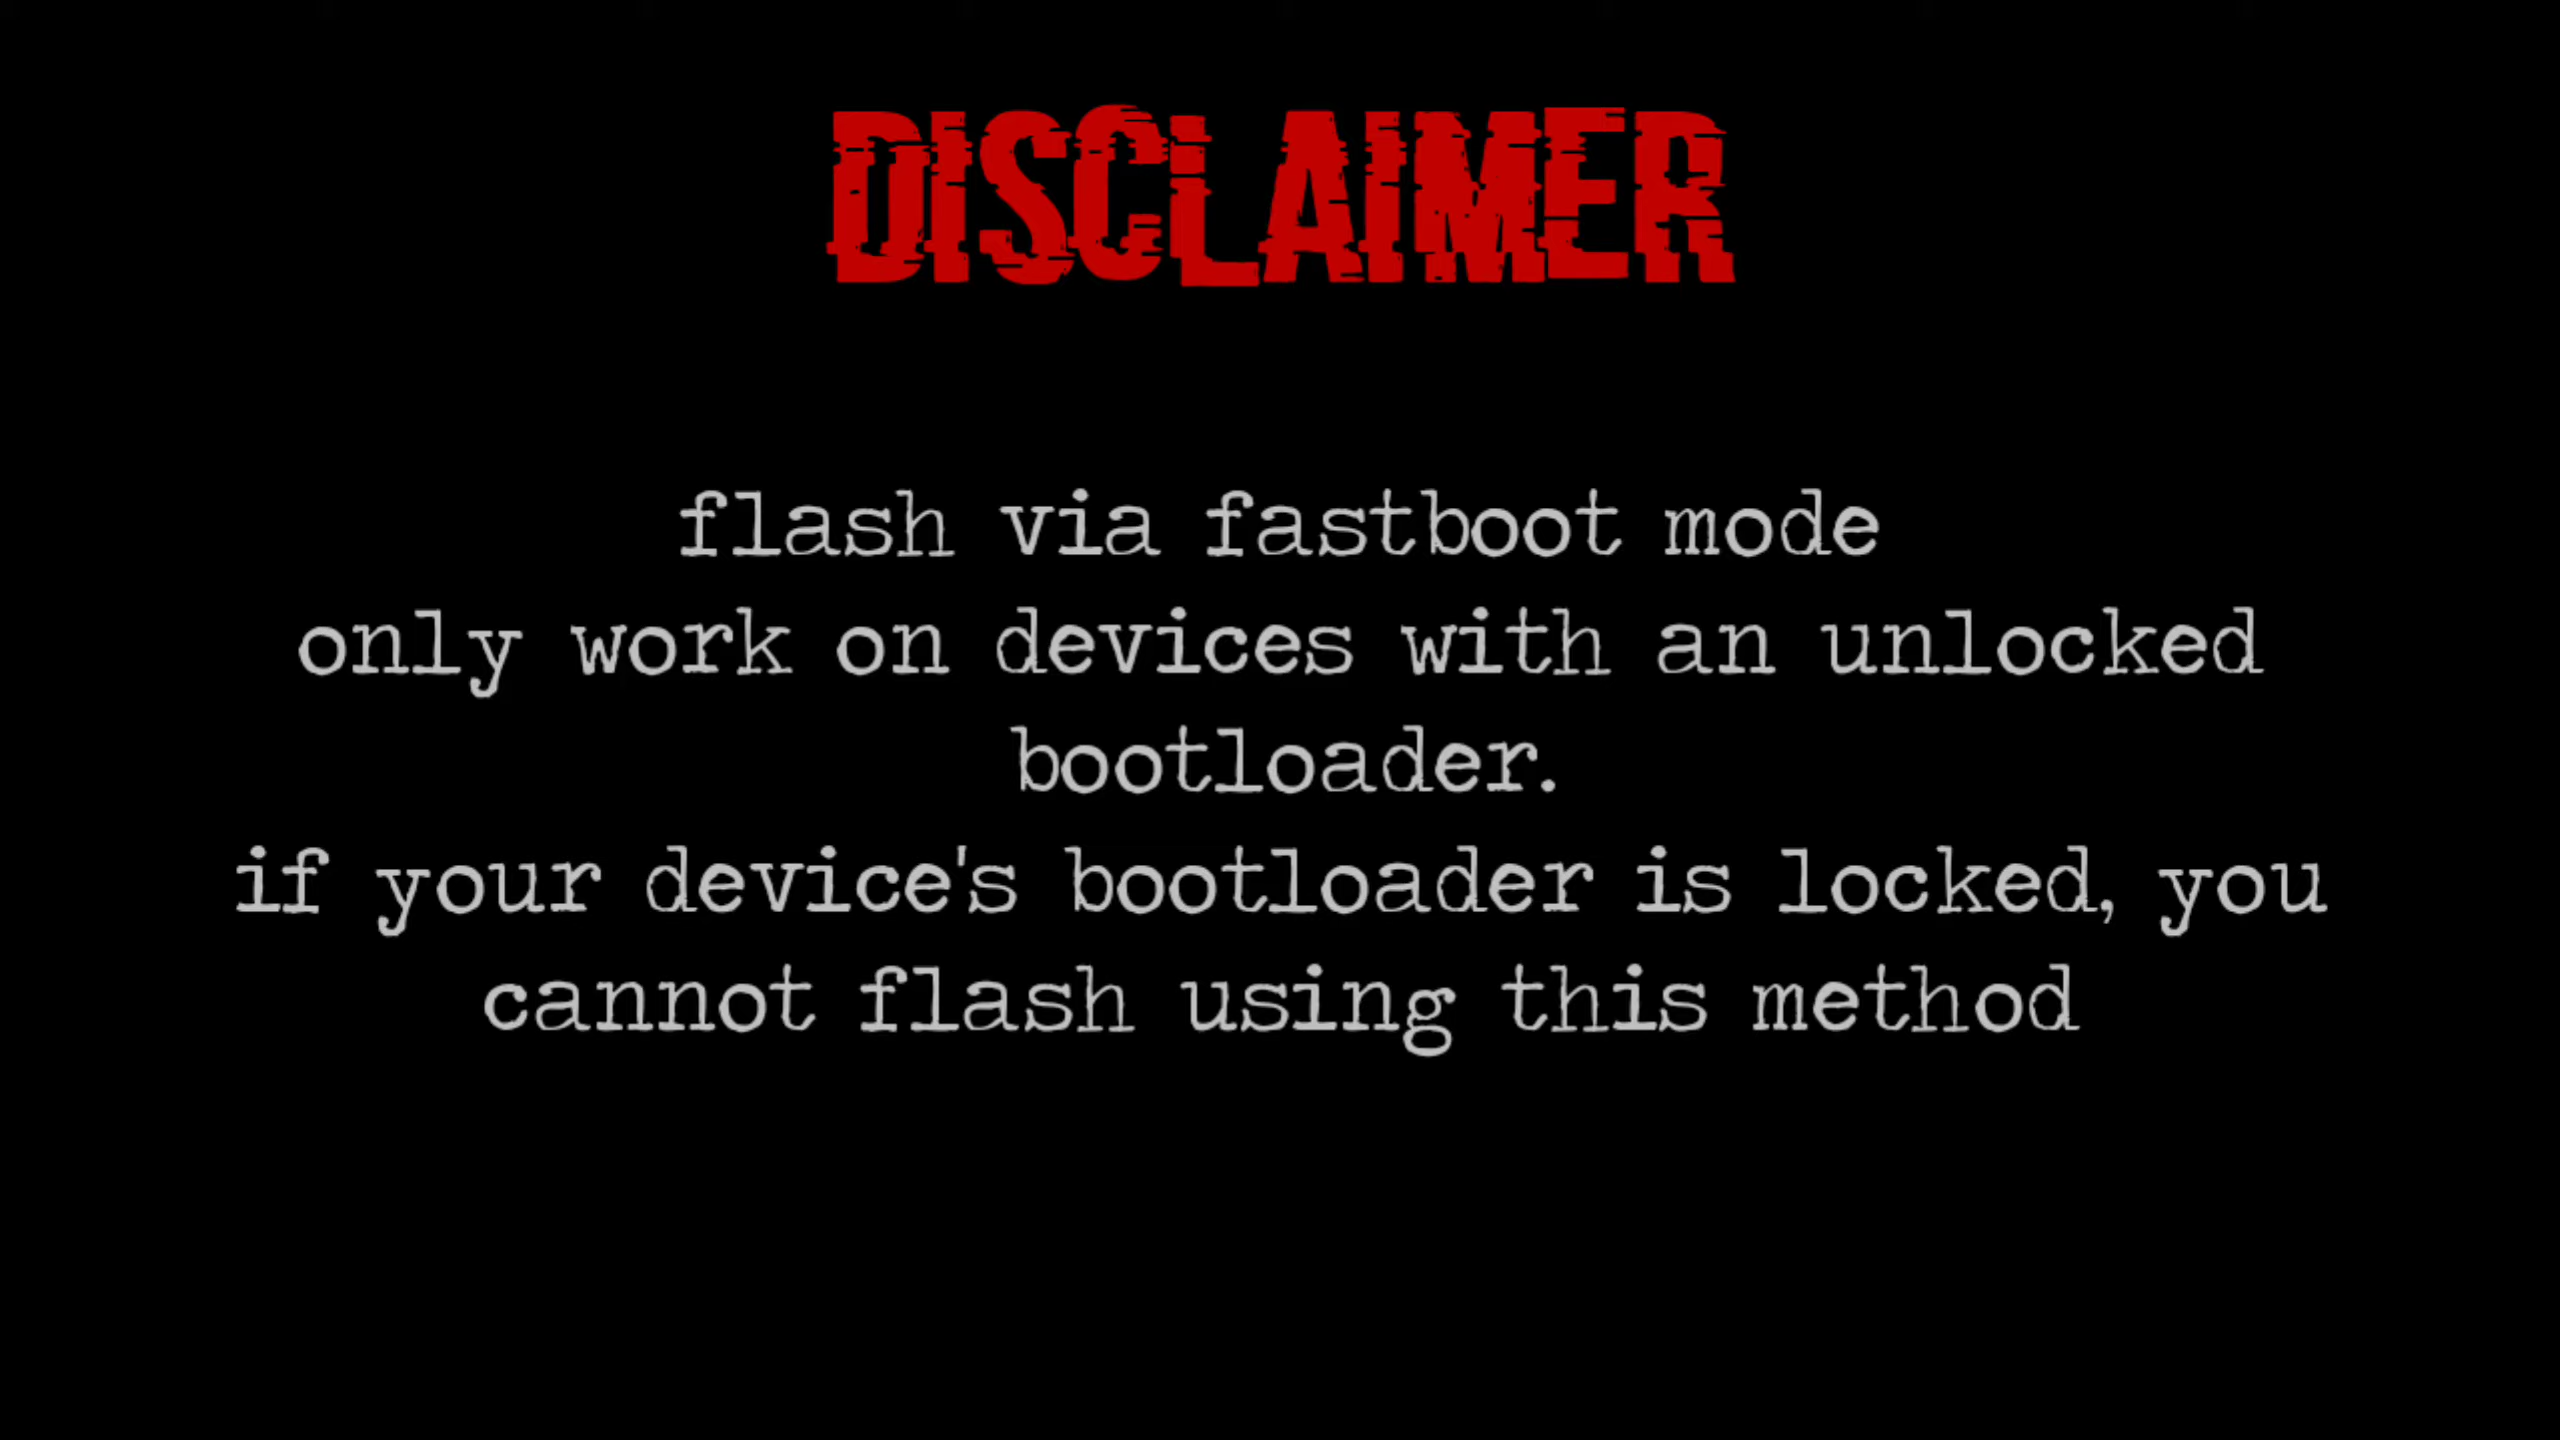 DISCLAIMER
flash via fastboot mode
only work on devices with an unlocked
bootloader.
if your device's bootloader is locked, you
cannot flash using this method